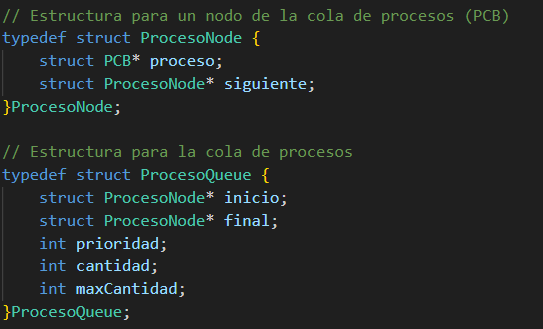 // Estructura para un nodo de la cola de procesos (PCB)
typedef struct ProcesoNode {
    struct PCB* proceso;
    struct ProcesoNode* siguiente;
}ProcesoNode;

// Estructura para la cola de procesos
typedef struct ProcesoQueue {
    struct ProcesoNode* inicio;
    struct ProcesoNode* final;
    int prioridad;
    int cantidad;
    int maxCantidad;
}ProcesoQueue;